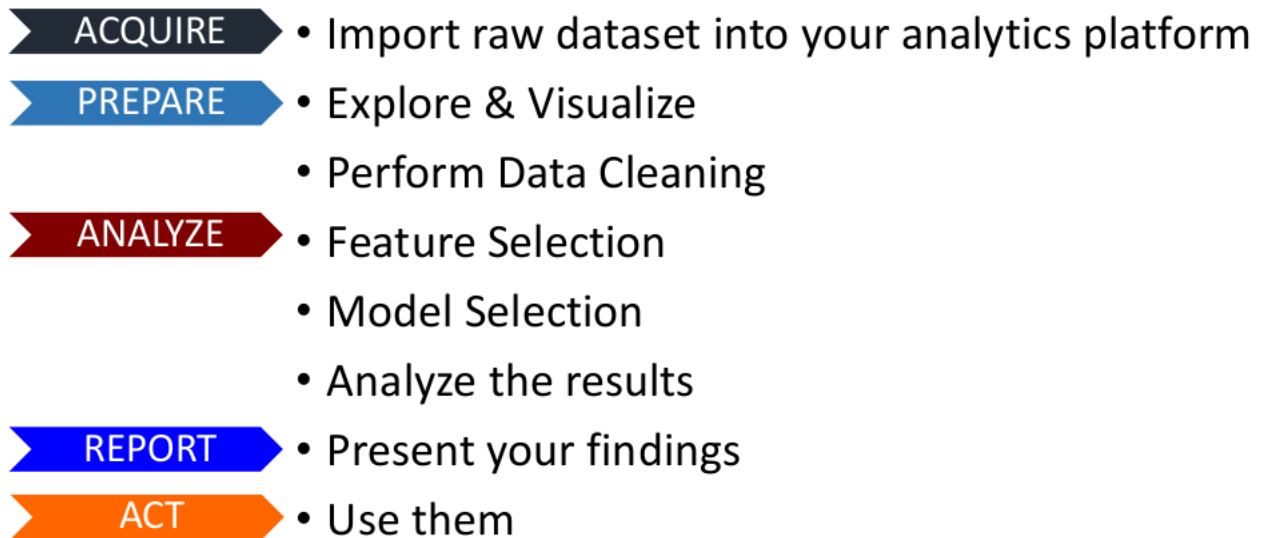 ACQUIRE • Import raw dataset into your analytics platform
PREPARE • Explore & Visualize
• Perform Data Cleaning
ANALYZE • Feature Selection
• Model Selection
• Analyze the results
REPORT • Present your findings
ACT • Use them